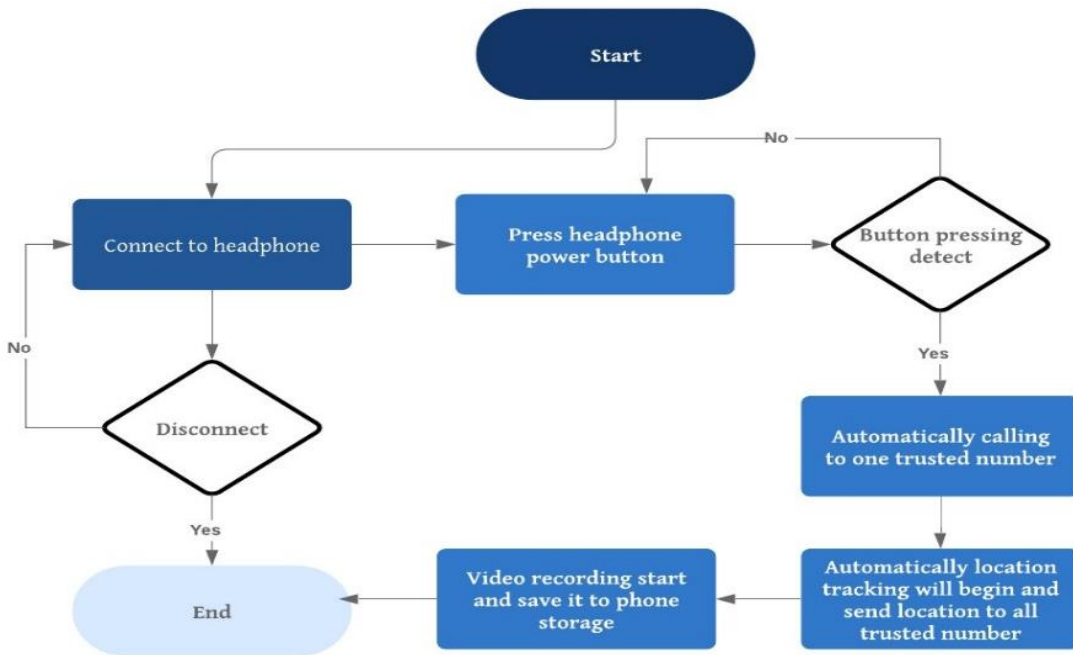 Start
No
Connect to headphone
Press headphone
power button
Button pressing
detect
No
Yes
Disconnect
Automatically calling
to one trusted number
Yes
End
Video recording start
and save it to phone
storage
Automatically location
tracking will begin and
send location to all
trusted number